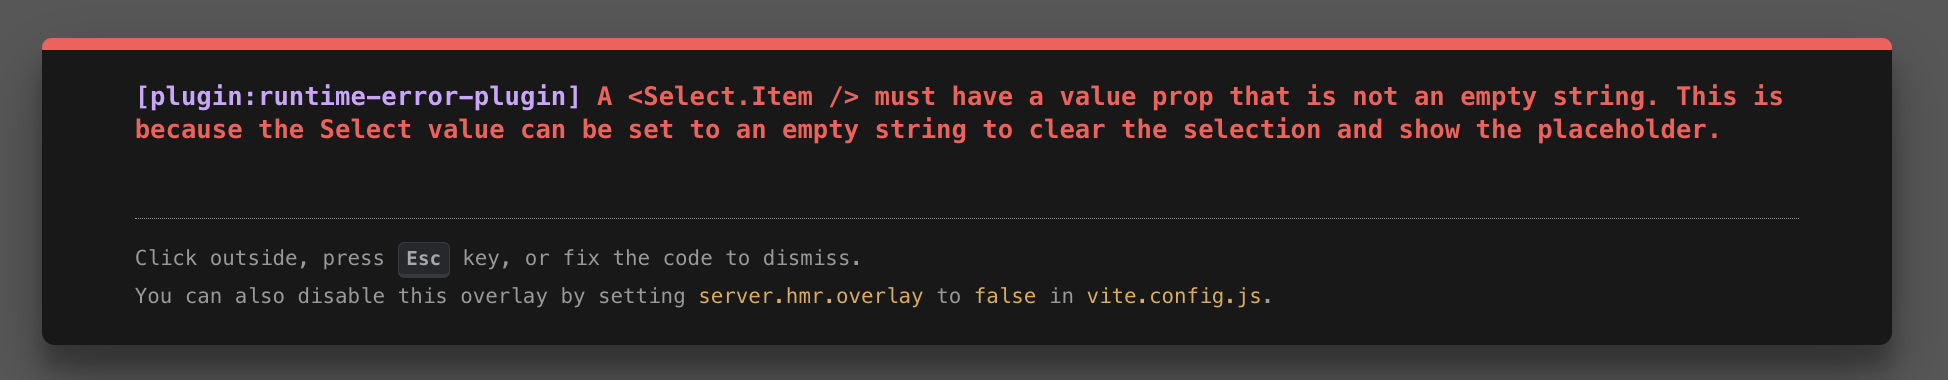 [plugin:runtime-error-plugin] A <Select.Item /> must have a value prop that is not an empty string. This is
because the Select value can be set to an empty string to clear the selection and show the placeholder.
Click outside, press Esc key, or fix the code to dismiss.
You can also disable this overlay by setting server.hmr.overlay to false in vite.config.js.